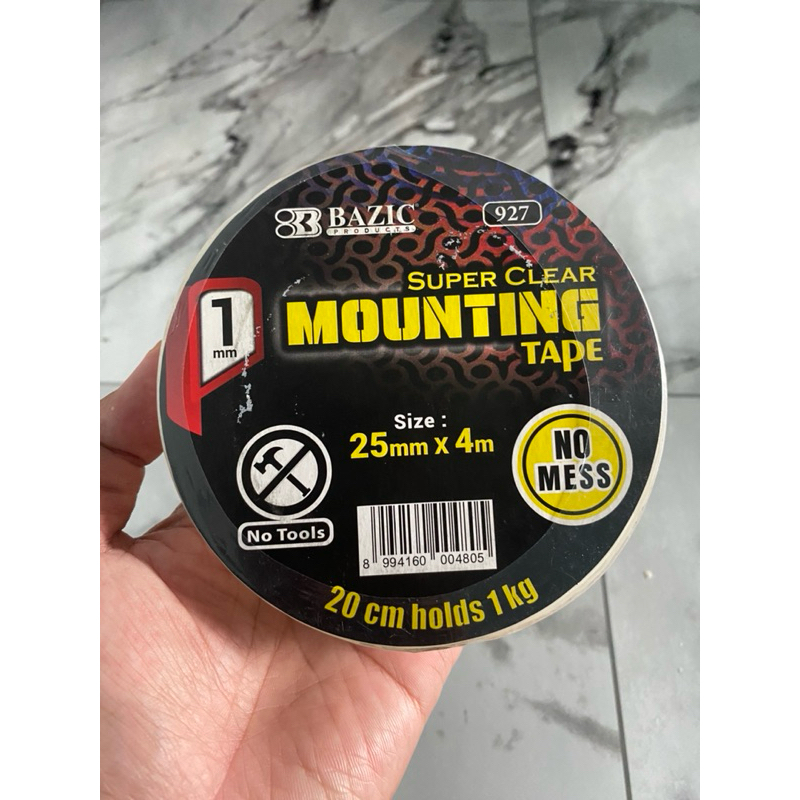 BAZIC
PRODUCTS
927
SUPER CLEAR
MOUNTING
TAPE
1
mm
Size :
25mm X 4m
NO
MESS
No Tools
8 994160 004805
20 cm holds 1 kg